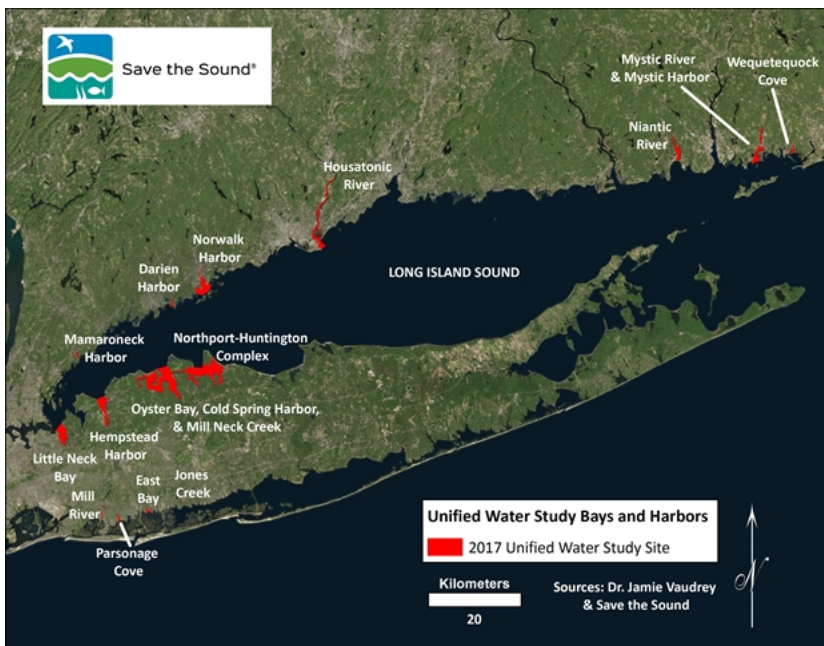 Save the Sound®
Mystic River
& Mystic Harbor
Wequetequock
Cove
Niantic
River
Housatonic
River
Norwalk
Harbor
Darien
Harbor
LONG ISLAND SOUND
Mamaroneck
Harbor
Northport-Huntington
Complex
Oyster Bay, Cold Spring Harbor,
& Mill Neck Creek
Hempstead
Harbor
Little Neck
Bay
Mill
River
East
Bay
Jones
Creek
Parsonage
Cove
Unified Water Study Bays and Harbors
2017 Unified Water Study Site
Kilometers
20
Sources: Dr. Jamie Vaudrey
& Save the Sound
N